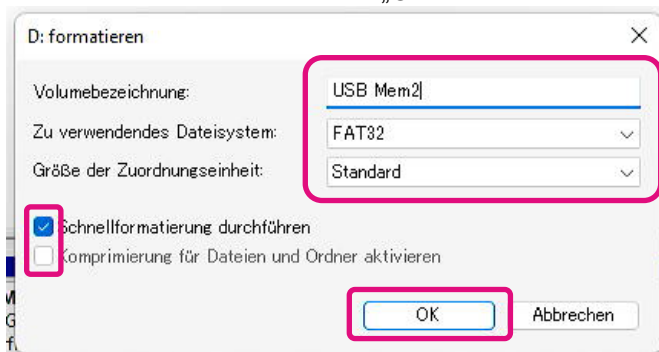 D: formatieren
Volumebezeichnung:
USB Mem2
Zu verwendendes Dateisystem:
FAT32
Größe der Zuordnungseinheit:
Standard
Schnellformatierung durchführen
Komprimierung für Dateien und Ordner aktivieren
OK
Abbrechen